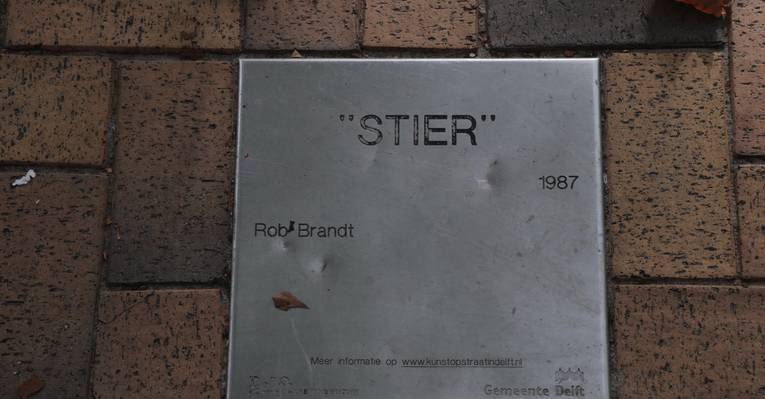 "STIER"
1987
Rob Brandt
Meer informatie op www.kunstopstraatindelft.nl
Gemeente Delft